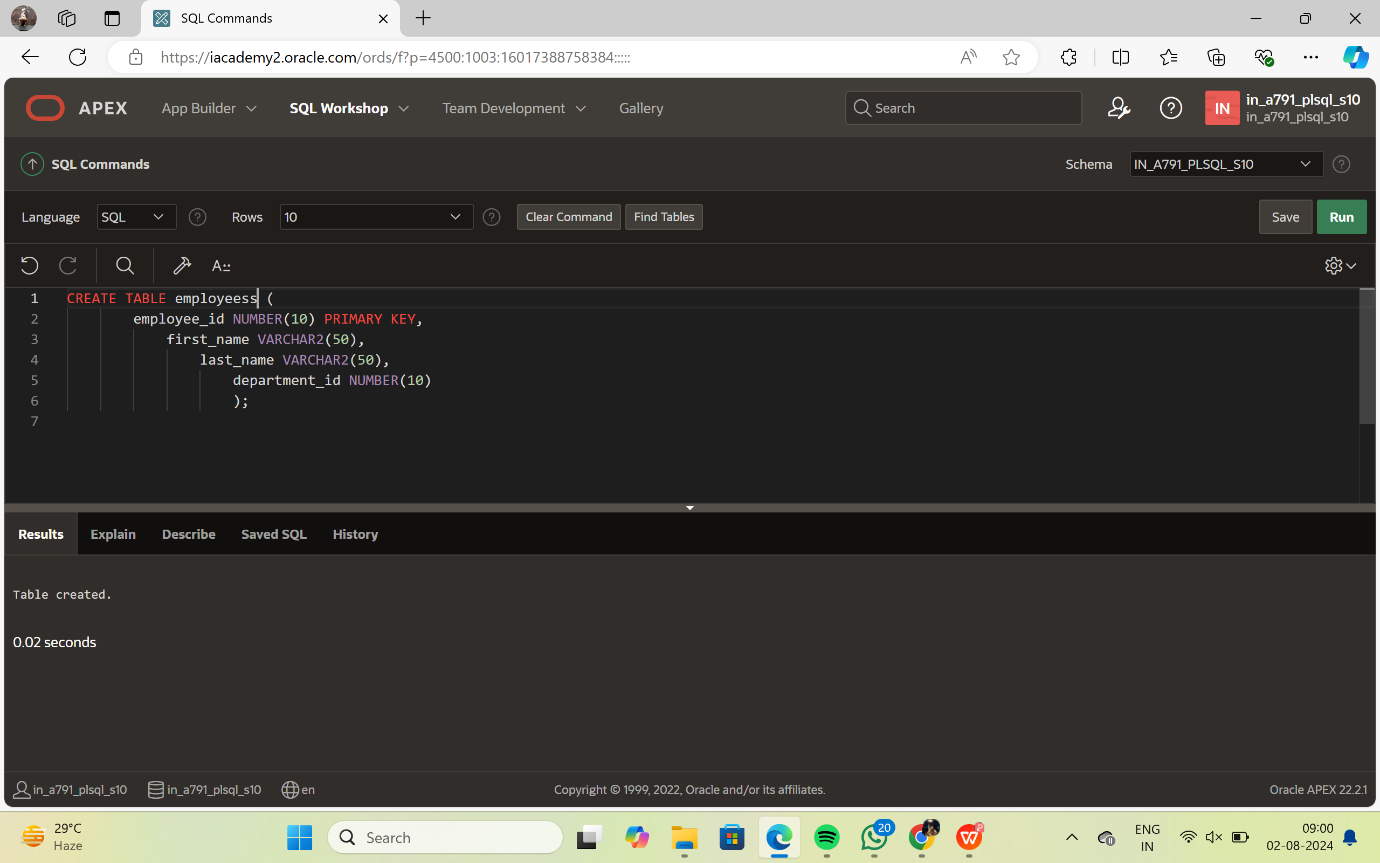 SQL Commands
https://iacademy2.oracle.com/ords/f?p=4500:1003:16017388758384:::::
APEX App Builder SQL Workshop Team Development Gallery Search IN in_a791_plsql_s10
in_a791_plsql_s10
SQL Commands Schema IN_A791_PLSQL_S10
Language SQL Rows 10 Clear Command Find Tables Save Run
1 CREATE TABLE employeess (
2 employee_id NUMBER(10) PRIMARY KEY,
3 first_name VARCHAR2(50),
4 last_name VARCHAR2(50),
5 department_id NUMBER(10)
6 );
7
Results Explain Describe Saved SQL History
Table created.
0.02 seconds
in_a791_plsql_s10 in_a791_plsql_s10 en Copyright © 1999, 2022, Oracle and/or its affiliates. Oracle APEX 22.2.1
29°C
Haze
Search
20
ENG
IN
09:00
02-08-2024